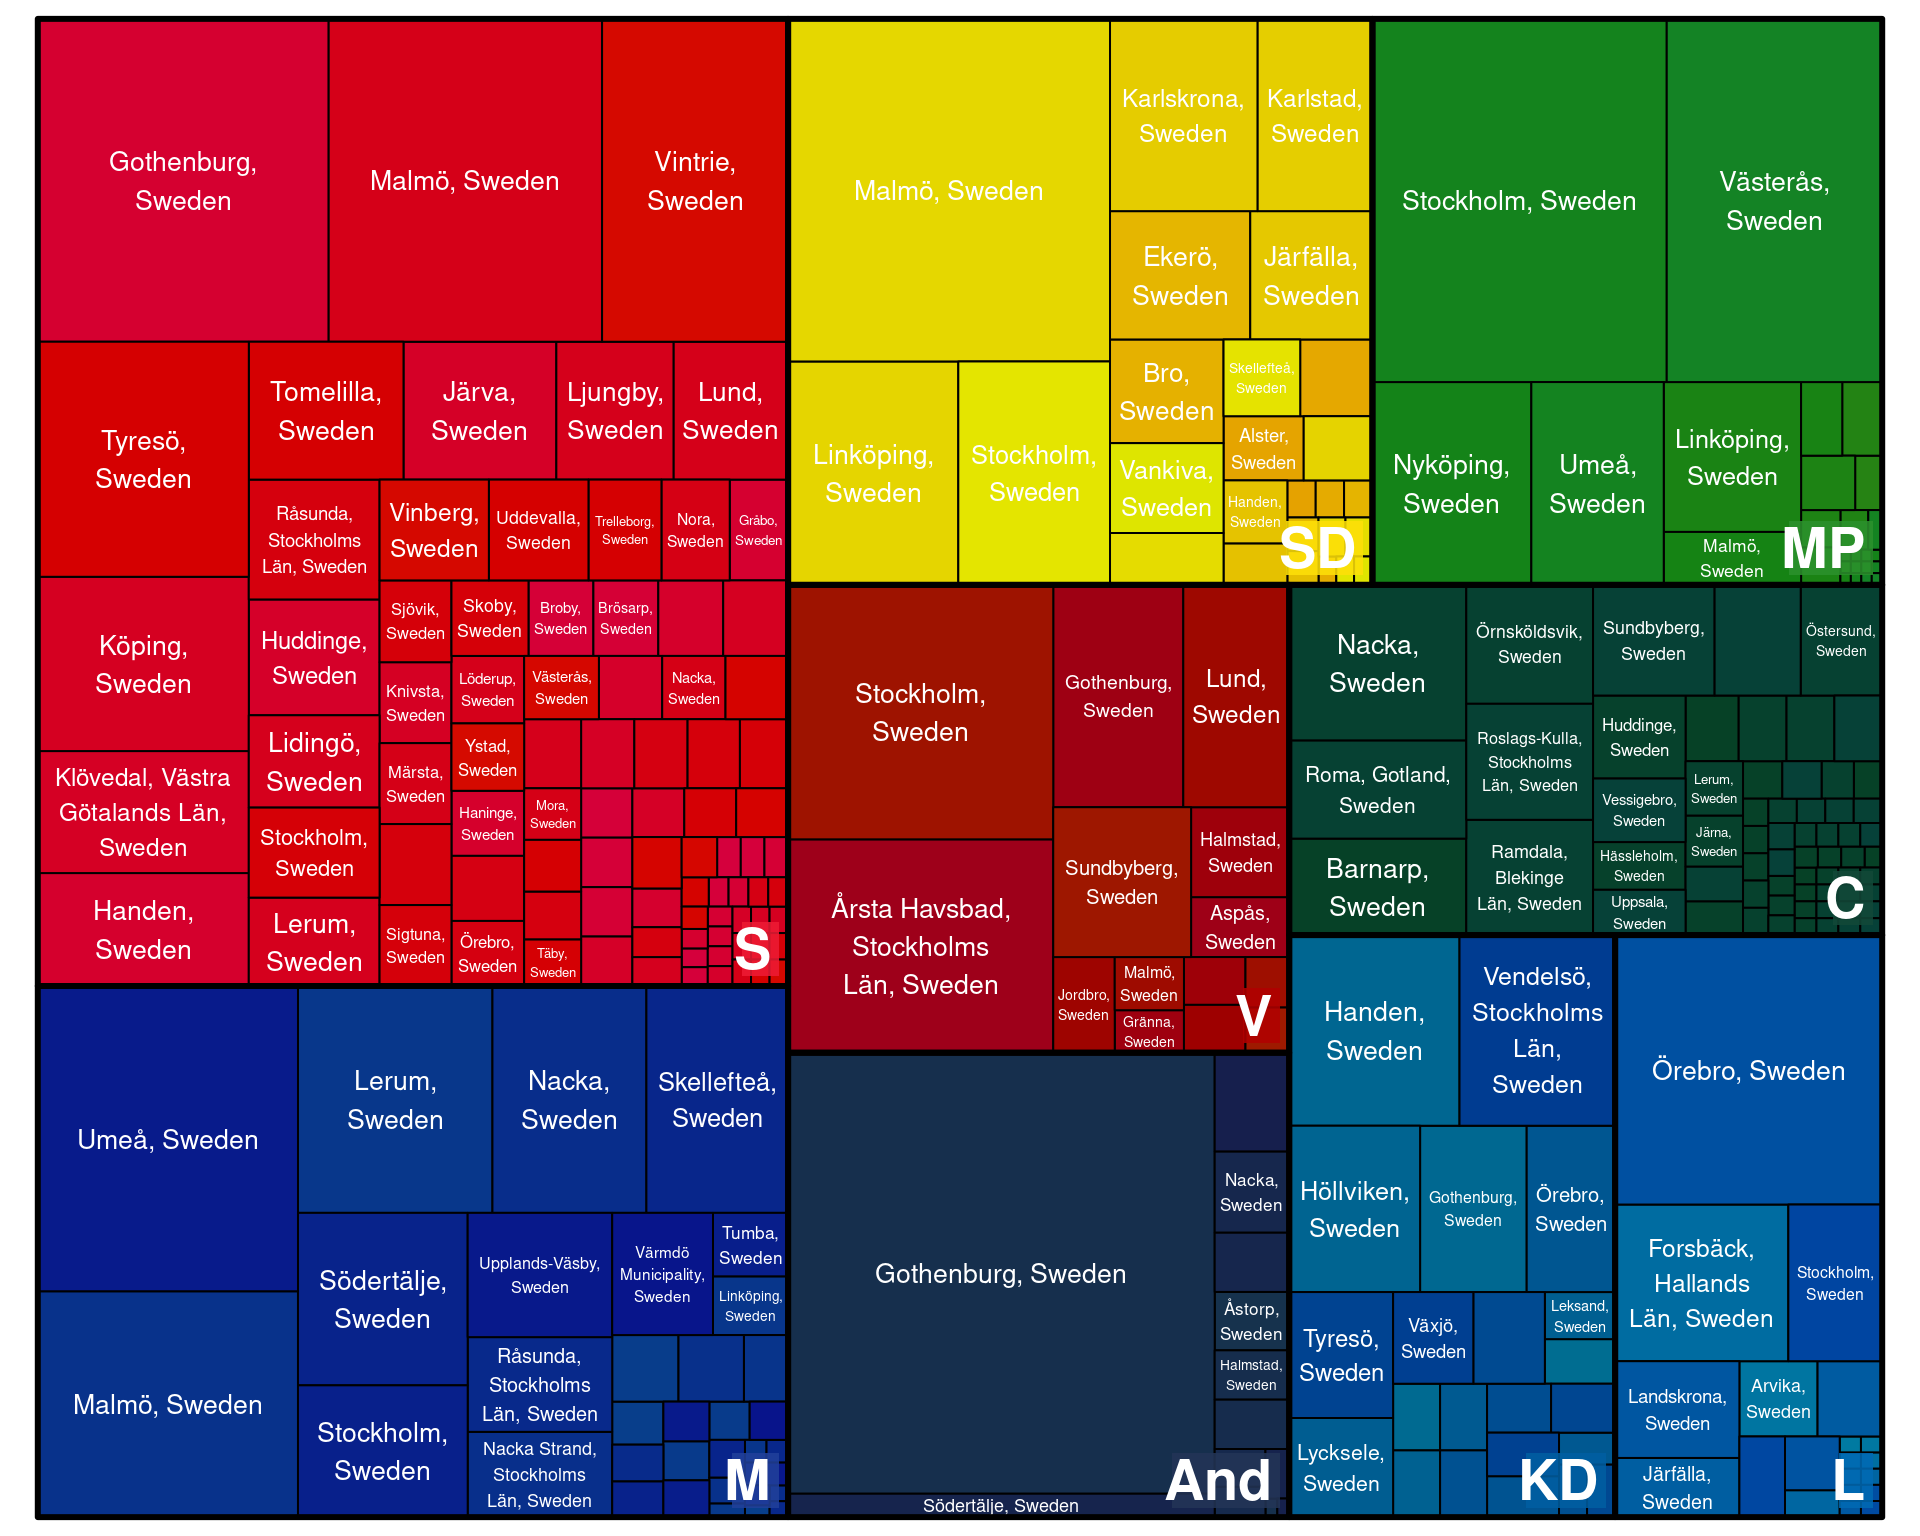 Gothenburg,
Sweden
Malmö, Sweden
Vintrie,
Sweden
Tyresö,
Sweden
Tomelilla,
Sweden
Järva,
Sweden
Ljungby,
Sweden
Lund,
Sweden
Råsunda,
Stockholms
Län, Sweden
Vinberg,
Sweden
Uddevalla,
Sweden
Trelleborg,
Sweden
Nora,
Sweden
Gråbo,
Sweden
Köping,
Sweden
Huddinge,
Sweden
Sjövik,
Sweden
Skoby,
Sweden
Broby,
Sweden
Brösarp,
Sweden
Knivsta,
Sweden
Löderup,
Sweden
Västerås,
Sweden
Nacka,
Sweden
Klövedal, Västra
Götalands Län,
Sweden
Lidingö,
Sweden
Märsta,
Sweden
Ystad,
Sweden
Haninge,
Sweden
Mora,
Sweden
Stockholm,
Sweden
Handen,
Sweden
Lerum,
Sweden
Sigtuna,
Sweden
Örebro,
Sweden
Täby,
Sweden
S
Malmö, Sweden
Karlskrona,
Sweden
Karlstad,
Sweden
Ekerö,
Sweden
Järfälla,
Sweden
Linköping,
Sweden
Stockholm,
Sweden
Bro,
Sweden
Skellefteå,
Sweden
Alster,
Sweden
Vankiva,
Sweden
Handen,
Sweden
SD
Stockholm, Sweden
Västerås,
Sweden
Nyköping,
Sweden
Umeå,
Sweden
Linköping,
Sweden
Malmö,
Sweden
MP
Stockholm,
Sweden
Gothenburg,
Sweden
Lund,
Sweden
Årsta Havsbad,
Stockholms
Län, Sweden
Sundbyberg,
Sweden
Halmstad,
Sweden
Aspås,
Sweden
Jordbro,
Sweden
Malmö,
Sweden
Gränna,
Sweden
V
Nacka,
Sweden
Örnsköldsvik,
Sweden
Sundbyberg,
Sweden
Östersund,
Sweden
Roma, Gotland,
Sweden
Roslags-Kulla,
Stockholms
Län, Sweden
Huddinge,
Sweden
Lerum,
Sweden
Vessigebro,
Sweden
Järna,
Sweden
Barnarp,
Sweden
Ramdala,
Blekinge
Län, Sweden
Hässleholm,
Sweden
Uppsala,
Sweden
C
Umeå, Sweden
Lerum,
Sweden
Nacka,
Sweden
Skellefteå,
Sweden
Södertälje,
Sweden
Upplands-Väsby,
Sweden
Värmdö
Municipality,
Sweden
Tumba,
Sweden
Linköping,
Sweden
Malmö, Sweden
Råsunda,
Stockholms
Län, Sweden
Stockholm,
Sweden
Nacka Strand,
Stockholms
Län, Sweden
M
Gothenburg, Sweden
Nacka,
Sweden
Åstorp,
Sweden
Halmstad,
Sweden
Södertälje, Sweden
And
Handen,
Sweden
Vendelsö,
Stockholms
Län,
Sweden
Höllviken,
Sweden
Gothenburg,
Sweden
Örebro,
Sweden
Tyresö,
Sweden
Växjö,
Sweden
Leksand,
Sweden
Lycksele,
Sweden
KD
Örebro, Sweden
Forsbäck,
Hallands
Län, Sweden
Stockholm,
Sweden
Landskrona,
Sweden
Arvika,
Sweden
Järfälla,
Sweden
L